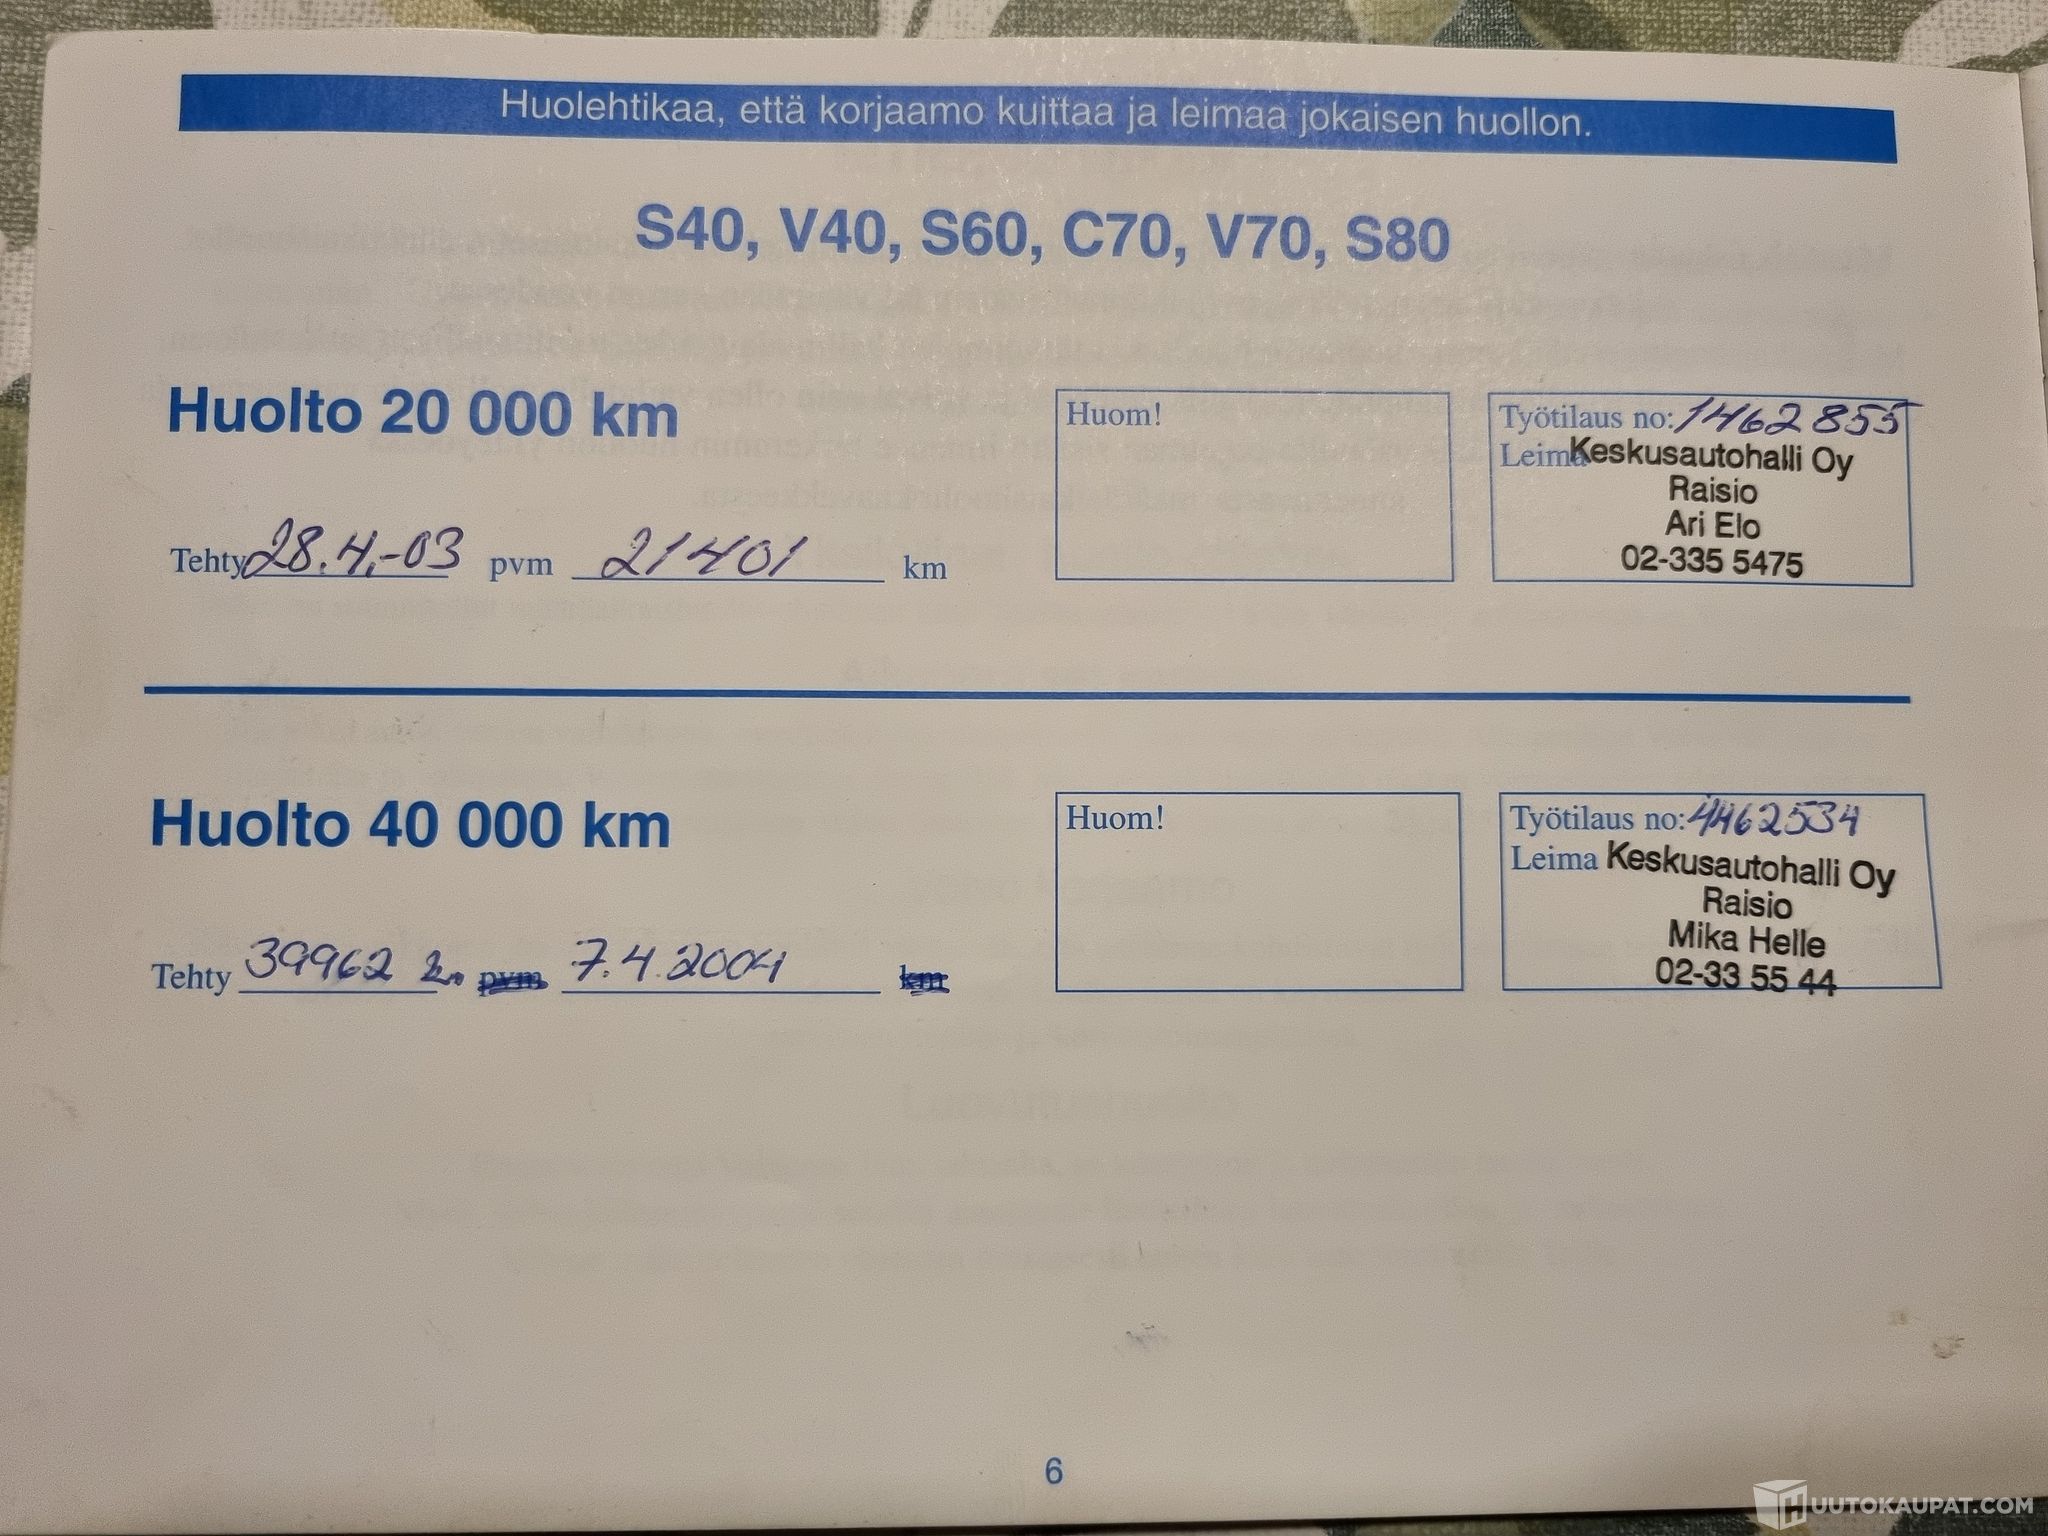 Huolehtikaa, että korjaamo kuittaa ja leimaa jokaisen huollon.
S40, V40, S60, C70, V70, S80
Huolto 20 000 km
Huom!
Työtilaus no: 1462855
Leima Keskusautohalli Oy
Raisio
Ari Elo
02-335 5475
Tehty 28.4.-03 pvm 21401 km
Huolto 40 000 km
Huom!
Työtilaus no: 4462534
Leima Keskusautohalli Oy
Raisio
Mika Helle
02-33 55 44
Tehty 39962 pvm 7.4.2004 km
6
HUUTOKAUPAT.COM